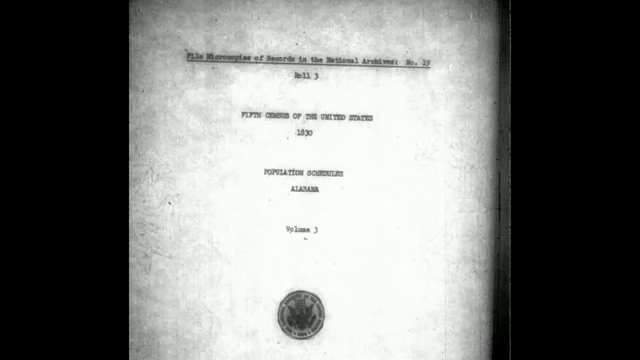 File Microcopies of Records in the National Archives: No. 19
Roll 3
FIFTH CENSUS OF THE UNITED STATES
1830
POPULATION SCHEDULES
ALABAMA
Volume 3